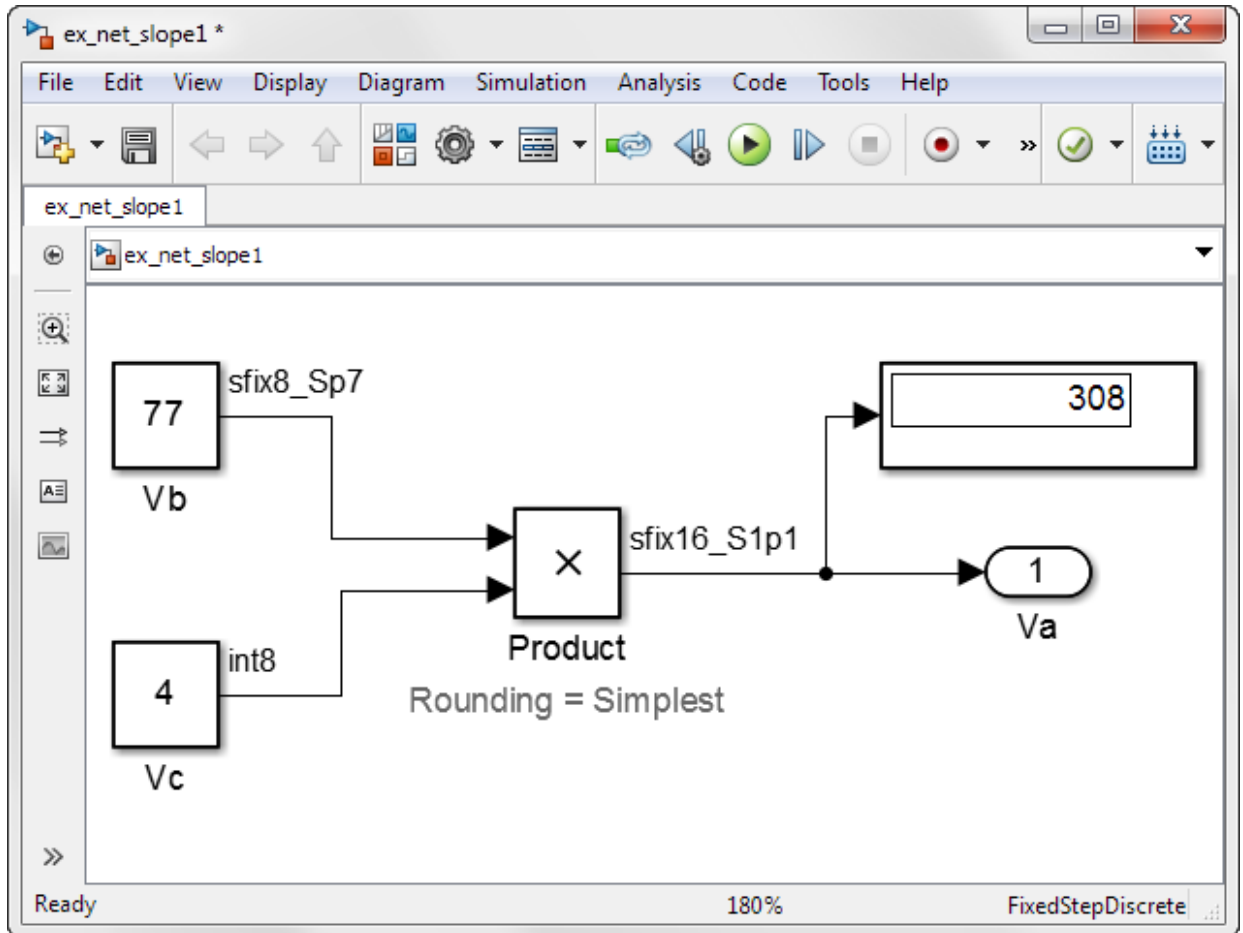 ex_net_slope1 *
File Edit View Display Diagram Simulation Analysis Code Tools Help
»
ex_net_slope1
ex_net_slope1
sfix8_Sp7
77
308
Vb
sfix16_S1p1
×
1
Va
Product
int8
4
Rounding = Simplest
Vc
»
Ready 180% FixedStepDiscrete